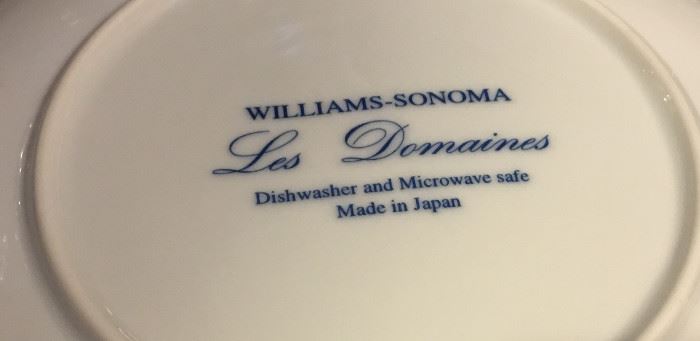 WILLIAMS-SONOMA
Les Domaines
Dishwasher and Microwave safe
Made in Japan